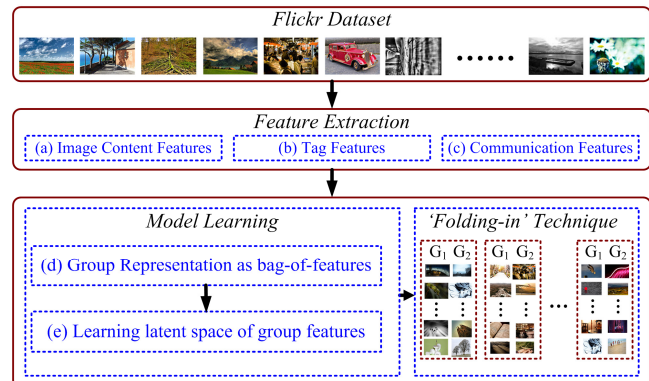 Flickr Dataset
Feature Extraction
(a) Image Content Features
(b) Tag Features
(c) Communication Features
Model Learning
(d) Group Representation as bag-of-features
(e) Learning latent space of group features
‘Folding-in’ Technique
G1 G2
G1 G2
...
G1 G2